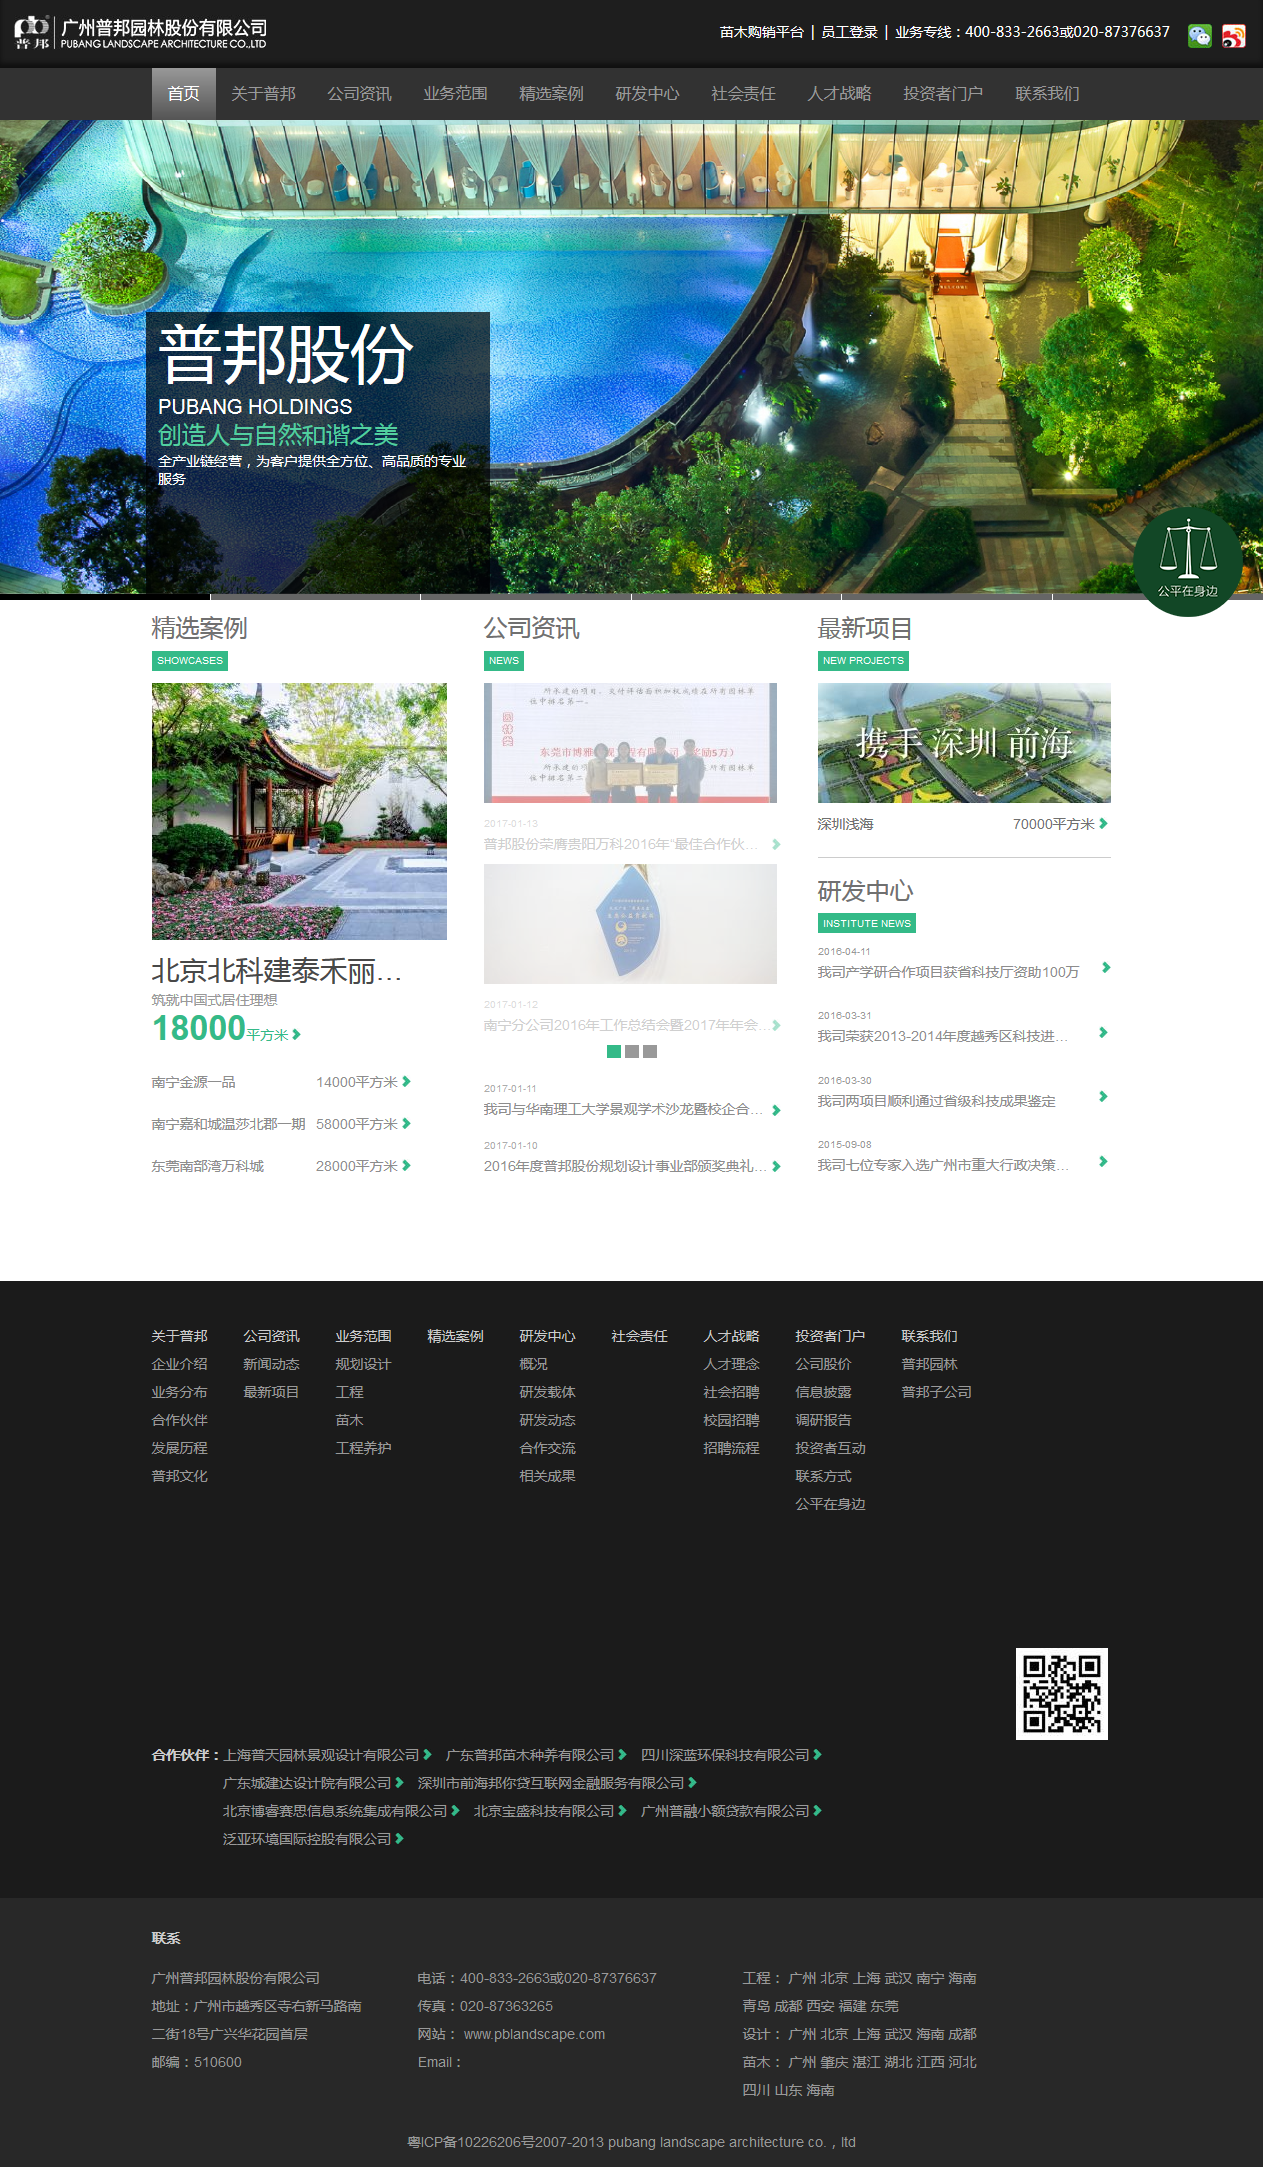 广州普邦园林股份有限公司
PUBANG LANDSCAPE ARCHITECTURE CO.,LTD
普邦
苗木购销平台 | 员工登录 | 业务专线：400-833-2663或020-87376637
首页 关于普邦 公司资讯 业务范围 精选案例 研发中心 社会责任 人才战略 投资者门户 联系我们
普邦股份
PUBANG HOLDINGS
创造人与自然和谐之美
全产业链经营，为客户提供全方位、高品质的专业
服务
公平在身边
精选案例
SHOWCASES
北京北科建泰禾丽...
筑就中国式居住理想
18000平方米
南宁金源一品 14000平方米
南宁嘉和城温莎北郡一期 58000平方米
东莞南部湾万科城 28000平方米
公司资讯
NEWS
所承建的项目，交付评估面积加权成绩在所有园林单
位中排名第一。
园林类
2017-01-13
普邦股份荣膺贵阳万科2016年“最佳合作伙...
2017-01-12
南宁分公司2016年工作总结会暨2017年年会...
2017-01-11
我司与华南理工大学景观学术沙龙暨校企合...
2017-01-10
2016年度普邦股份规划设计事业部颁奖典礼...
最新项目
NEW PROJECTS
携手 深圳 前海
深圳浅海 70000平方米
研发中心
INSTITUTE NEWS
2016-04-11
我司产学研合作项目获省科技厅资助100万
2016-03-31
我司荣获2013-2014年度越秀区科技进...
2016-03-30
我司两项目顺利通过省级科技成果鉴定
2015-09-08
我司七位专家入选广州市重大行政决策...
关于普邦 公司资讯 业务范围 精选案例 研发中心 社会责任 人才战略 投资者门户 联系我们
企业介绍 新闻动态 规划设计 概况 人才理念 公司股价 普邦园林
业务分布 最新项目 工程 研发载体 社会招聘 信息披露 普邦子公司
合作伙伴 苗木 研发动态 校园招聘 调研报告
发展历程 工程养护 合作交流 招聘流程 投资者互动
普邦文化 相关成果 联系方式
公平在身边
合作伙伴：上海普天园林景观设计有限公司 广东普邦苗木种养有限公司 四川深蓝环保科技有限公司
广东城建达设计院有限公司 深圳市前海邦你贷互联网金融服务有限公司
北京博睿赛思信息系统集成有限公司 北京宝盛科技有限公司 广州普融小额贷款有限公司
泛亚环境国际控股有限公司
联系
广州普邦园林股份有限公司 电话：400-833-2663或020-87376637 工程： 广州 北京 上海 武汉 南宁 海南
地址：广州市越秀区寺右新马路南 传真：020-87363265 青岛 成都 西安 福建 东莞
二街18号广兴华花园首层 网站： www.pblandscape.com 设计： 广州 北京 上海 武汉 海南 成都
邮编：510600 Email： 苗木： 广州 肇庆 湛江 湖北 江西 河北
四川 山东 海南
粤ICP备10226206号2007-2013 pubang landscape architecture co.，ltd